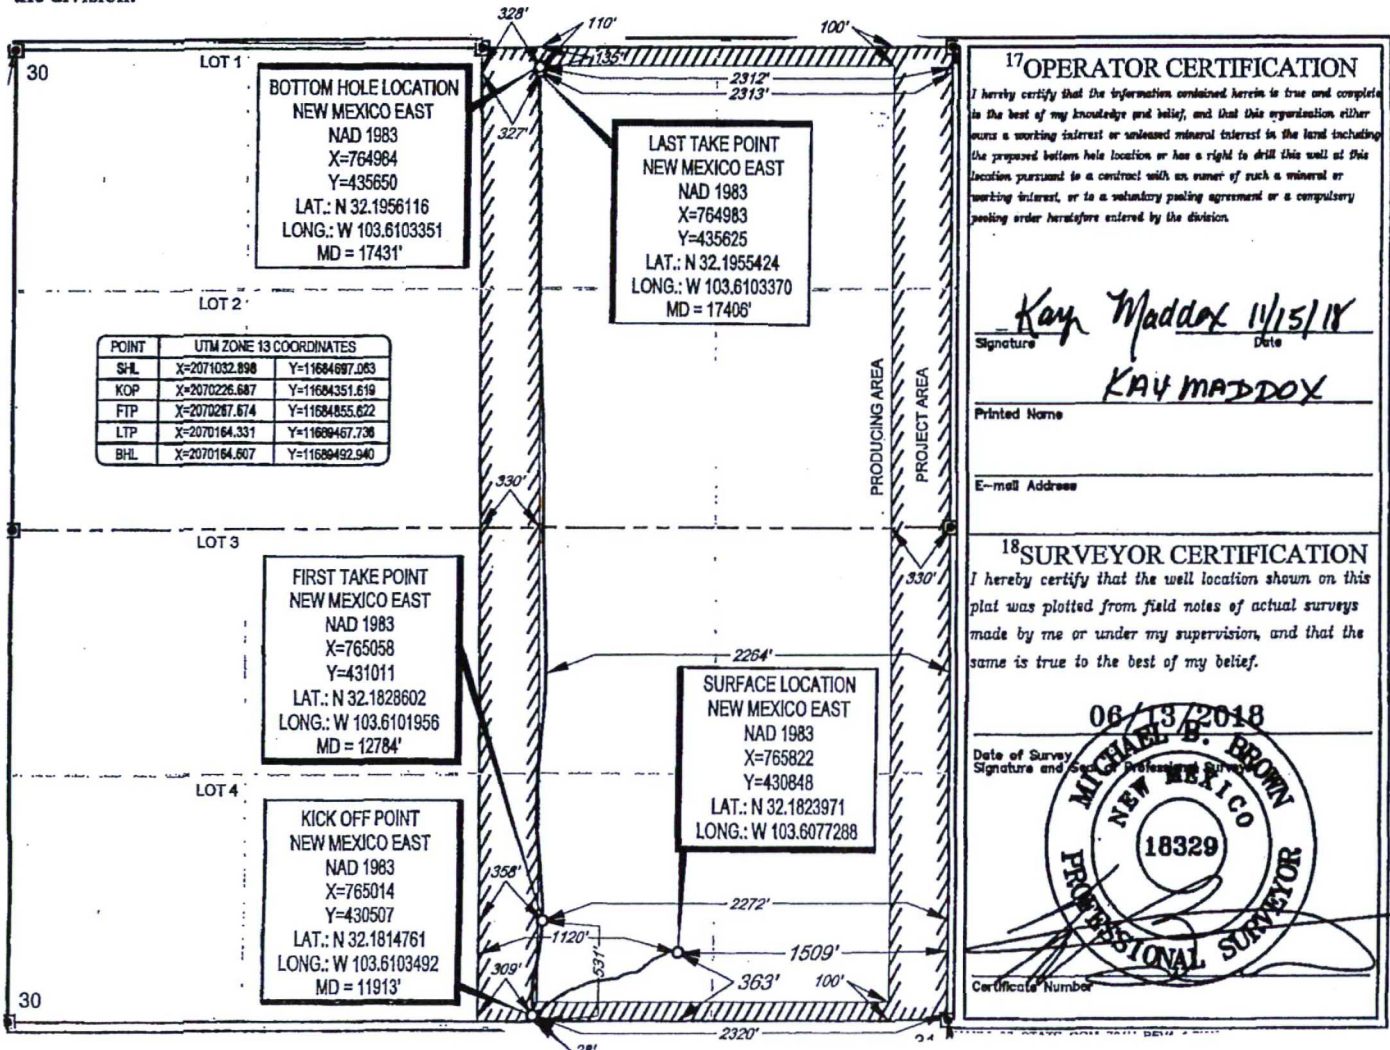 328'
110'
135'
100'
30
LOT 1
2312'
2313'
327'
BOTTOM HOLE LOCATION
NEW MEXICO EAST
NAD 1983
X=764984
Y=435650
LAT.: N 32.1956116
LONG.: W 103.6103351
MD = 17431'
LAST TAKE POINT
NEW MEXICO EAST
NAD 1983
X=764983
Y=435625
LAT.: N 32.1955424
LONG.: W 103.6103370
MD = 17406'
LOT 2
POINT UTM ZONE 13 COORDINATES
SHL X=2071032.898 Y=11684697.063
KOP X=2070226.687 Y=11684351.619
FTP X=2070267.674 Y=11684855.622
LTP X=2070164.331 Y=11689467.736
BHL X=2070164.607 Y=11689492.940
PRODUCING AREA
PROJECT AREA
330'
LOT 3
330'
FIRST TAKE POINT
NEW MEXICO EAST
NAD 1983
X=765058
Y=431011
LAT.: N 32.1828602
LONG.: W 103.6101956
MD = 12784'
2264'
SURFACE LOCATION
NEW MEXICO EAST
NAD 1983
X=765822
Y=430848
LAT.: N 32.1823971
LONG.: W 103.6077288
LOT 4
KICK OFF POINT
NEW MEXICO EAST
NAD 1983
X=765014
Y=430507
LAT.: N 32.1814761
LONG.: W 103.6103492
MD = 11913'
358'
2272'
1120'
531'
1509'
309'
363'
100'
30
2320'
17 OPERATOR CERTIFICATION
I hereby certify that the information contained herein is true and complete
to the best of my knowledge and belief, and that this organization either
owns a working interest or unleased mineral interest in the land including
the proposed bottom hole location or has a right to drill this well at this
location pursuant to a contract with an owner of such a mineral or
working interest, or to a voluntary pooling agreement or a compulsory
pooling order heretofore entered by the division.
Kay Maddox 11/15/18
Signature Date
KAY MADDOX
Printed Name
E-mail Address
18 SURVEYOR CERTIFICATION
I hereby certify that the well location shown on this
plat was plotted from field notes of actual surveys
made by me or under my supervision, and that the
same is true to the best of my belief.
06/13/2018
Date of Survey
Signature and Seal of Professional Surveyor
MICHAEL B. BROWN
NEW MEXICO
18329
PROFESSIONAL SURVEYOR
Certificate Number